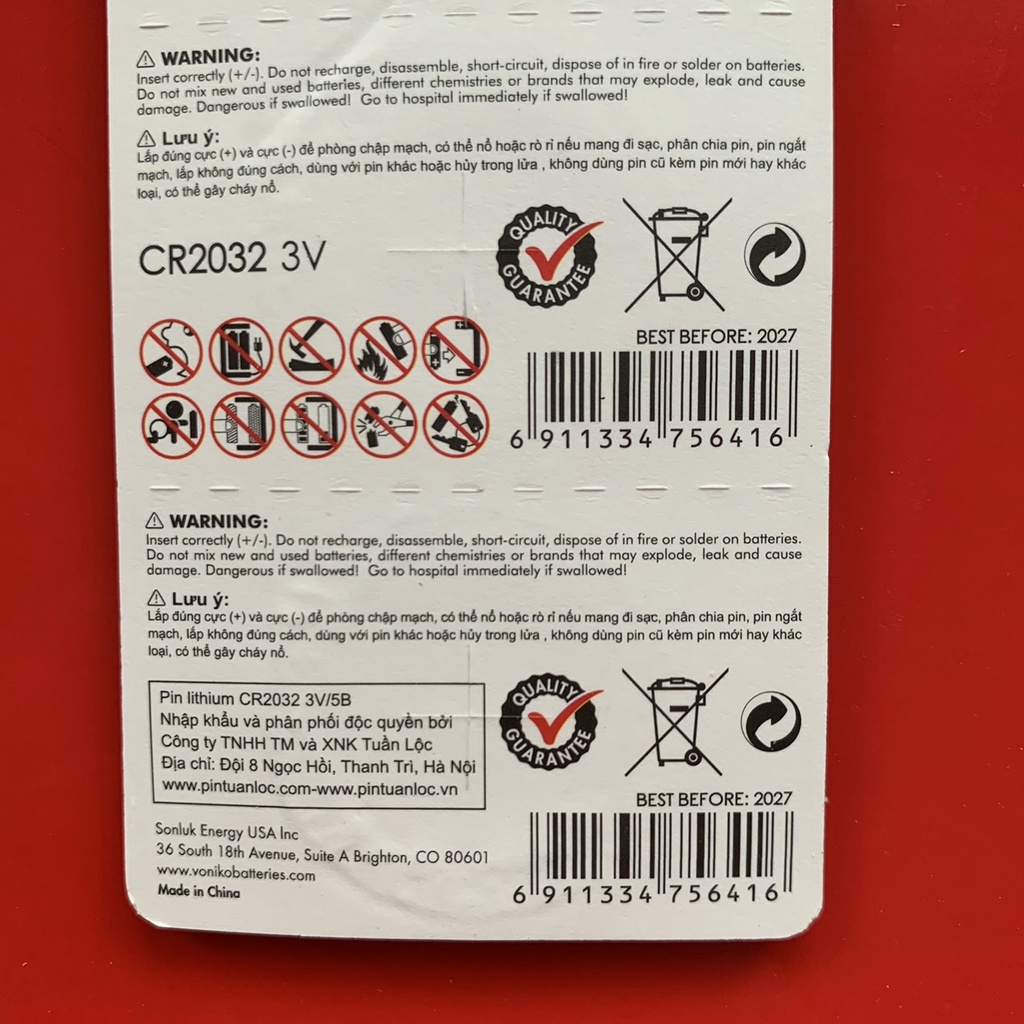 ⚠ WARNING:
Insert correctly (+/-). Do not recharge, disassemble, short-circuit, dispose of in fire or solder on batteries.
Do not mix new and used batteries, different chemistries or brands that may explode, leak and cause
damage. Dangerous if swallowed! Go to hospital immediately if swallowed!
⚠ Lưu ý:
Lắp đúng cực (+) và cực (-) để phòng chập mạch, có thể nổ hoặc rò rỉ nếu mang đi sạc, phân chia pin, pin ngắt
mạch, lắp không đúng cách, dùng với pin khác hoặc hủy trong lửa , không dùng pin cũ kèm pin mới hay khác
loại, có thể gây cháy nổ.
CR2032 3V
QUALITY
GUARANTEE
BEST BEFORE: 2027
6 911334 756416
⚠ WARNING:
Insert correctly (+/-). Do not recharge, disassemble, short-circuit, dispose of in fire or solder on batteries.
Do not mix new and used batteries, different chemistries or brands that may explode, leak and cause
damage. Dangerous if swallowed! Go to hospital immediately if swallowed!
⚠ Lưu ý:
Lắp đúng cực (+) và cực (-) để phòng chập mạch, có thể nổ hoặc rò rỉ nếu mang đi sạc, phân chia pin, pin ngắt
mạch, lắp không đúng cách, dùng với pin khác hoặc hủy trong lửa , không dùng pin cũ kèm pin mới hay khác
loại, có thể gây cháy nổ.
Pin lithium CR2032 3V/5B
Nhập khẩu và phân phối độc quyền bởi
Công ty TNHH TM và XNK Tuần Lộc
Địa chỉ: Đội 8 Ngọc Hồi, Thanh Trì, Hà Nội
www.pintuanloc.com-www.pintuanloc.vn
QUALITY
GUARANTEE
BEST BEFORE: 2027
6 911334 756416
Sonluk Energy USA Inc
36 South 18th Avenue, Suite A Brighton, CO 80601
www.vonikobatteries.com
Made in China